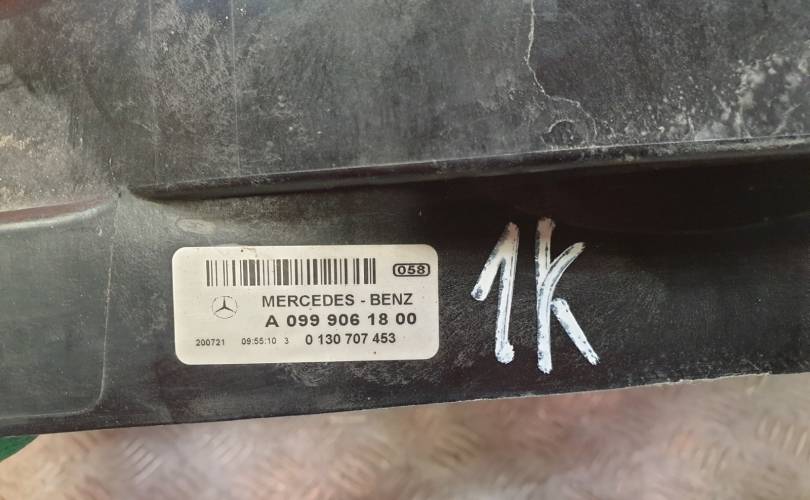 058
MERCEDES - BENZ
A 099 906 18 00
200721 09:55:10 3 0 130 707 453
1K